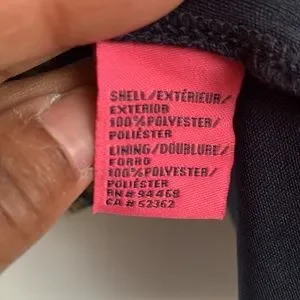 SHELL/EXTÉRIEUR/
EXTERIOR
100% POLYESTER/
POLIÉSTER
LINING/DOUBLURE/
FORRO
100% POLYESTER/
POLIÉSTER
RN# 94468
CA# 52362